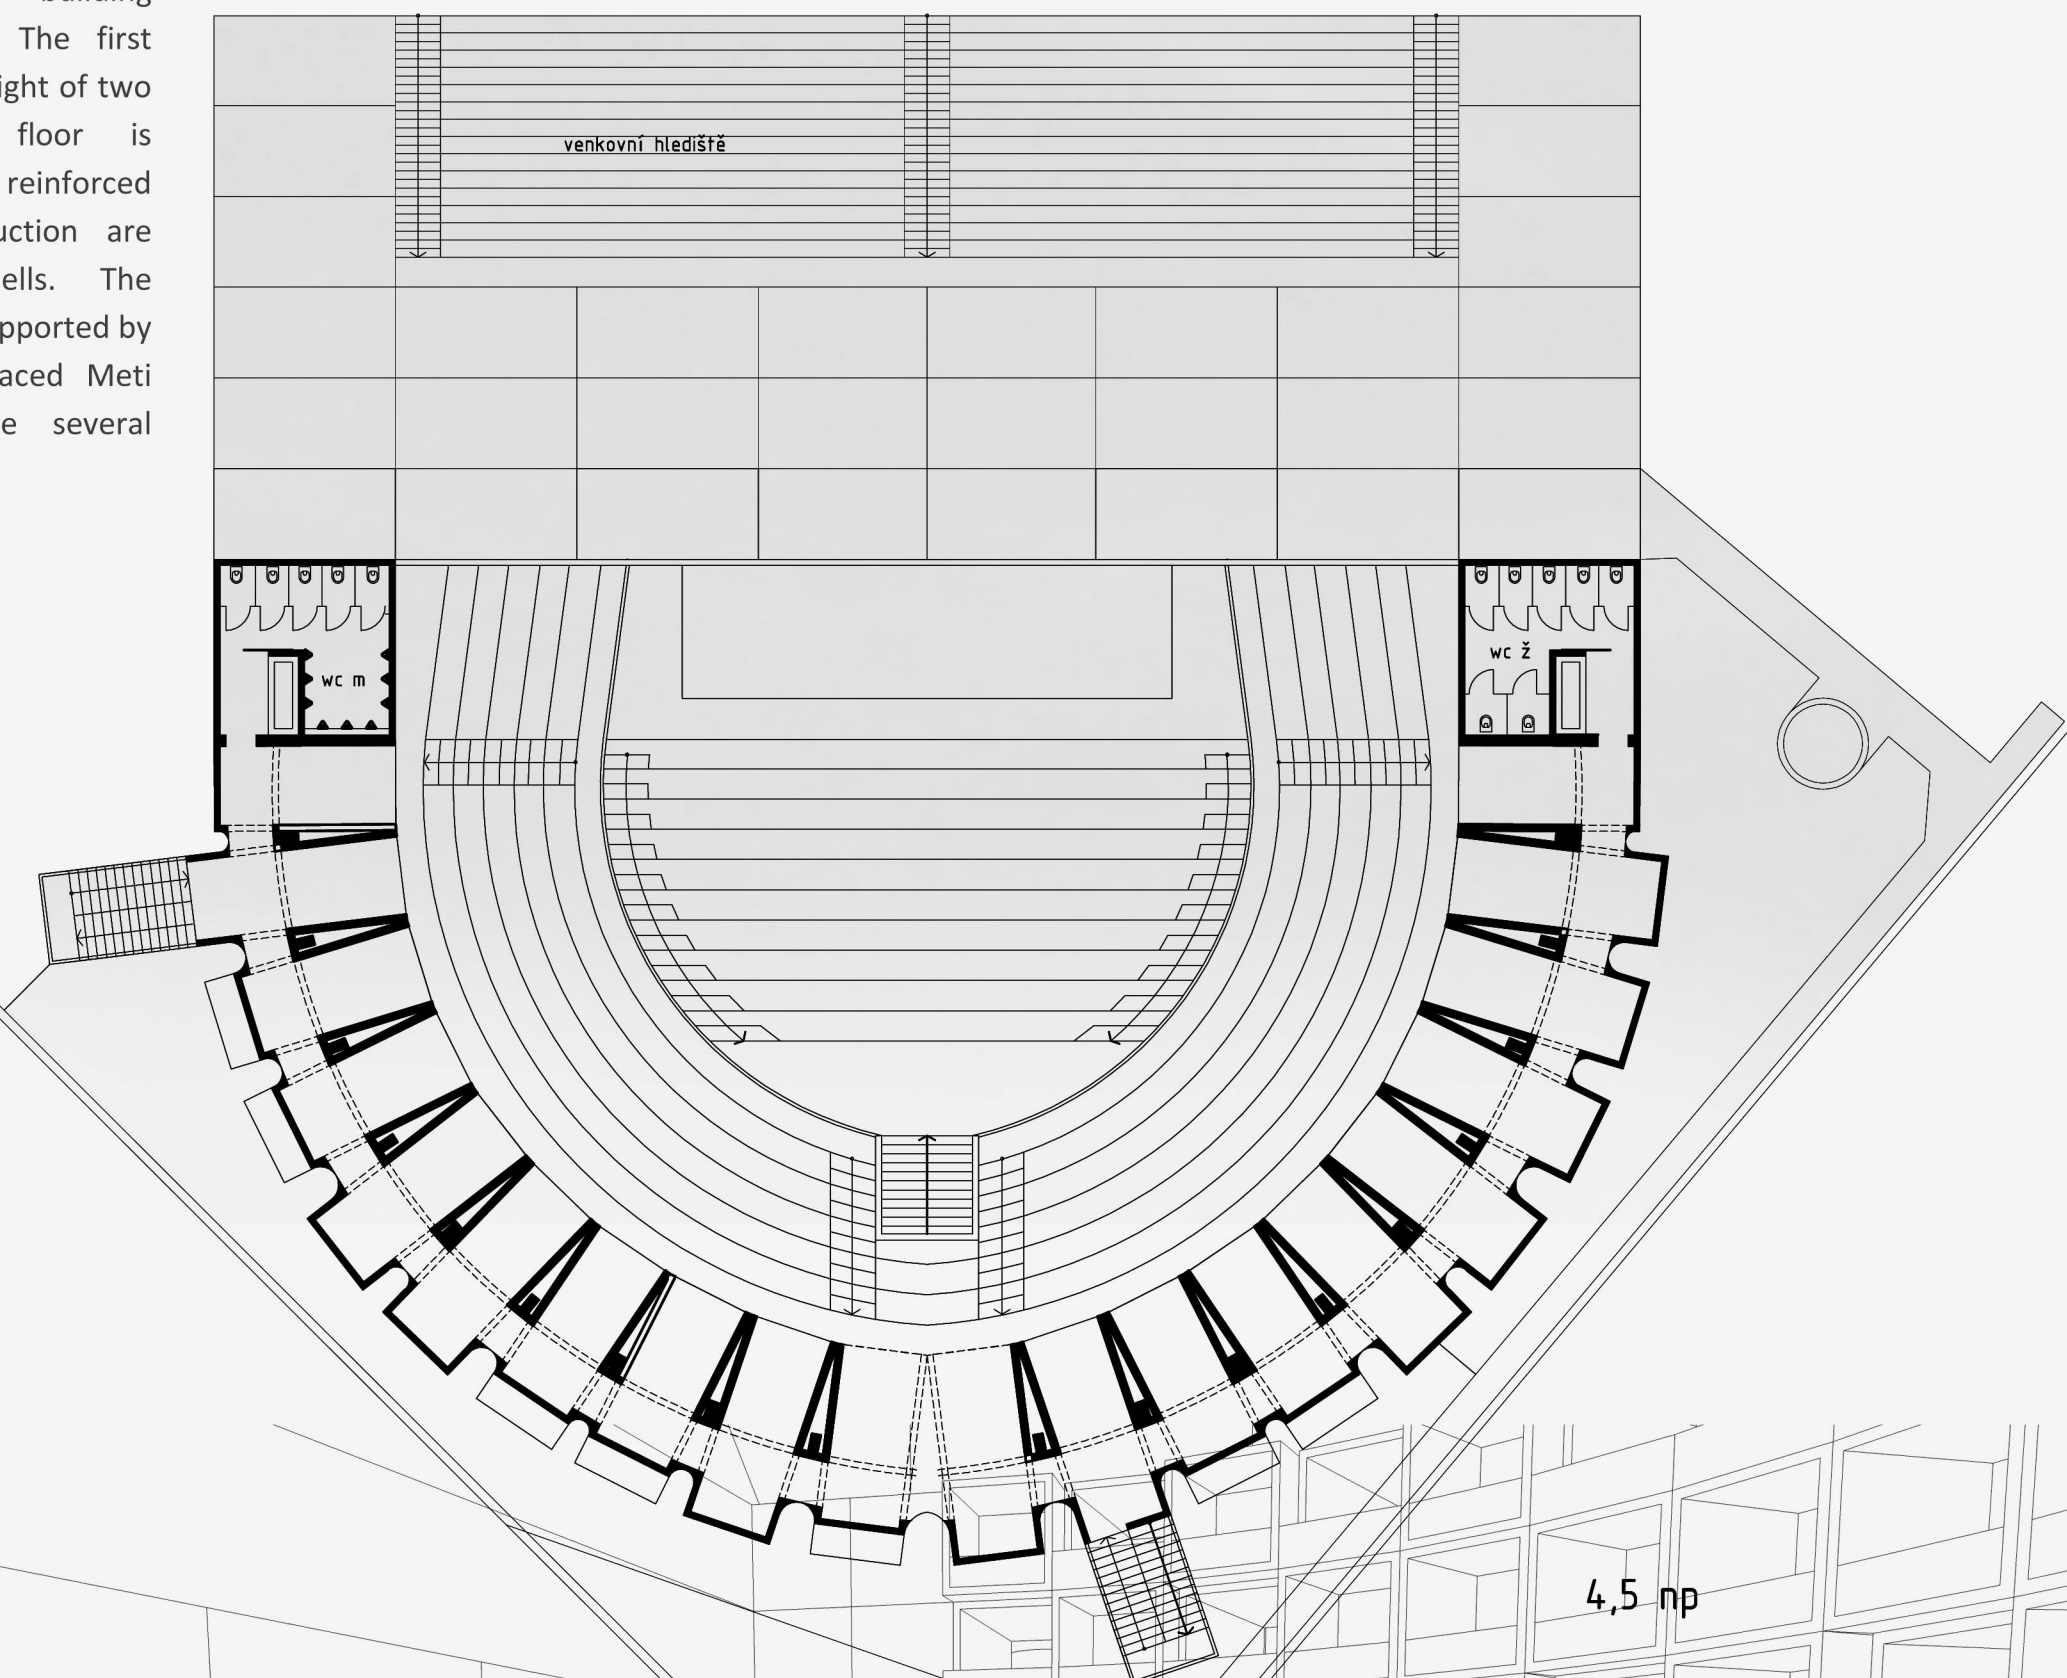 building
The first
ight of two
floor is
reinforced
uction are
ells. The
pported by
aced Meti
e several
venkovní hlediště
wc m
wc ž
4,5 np